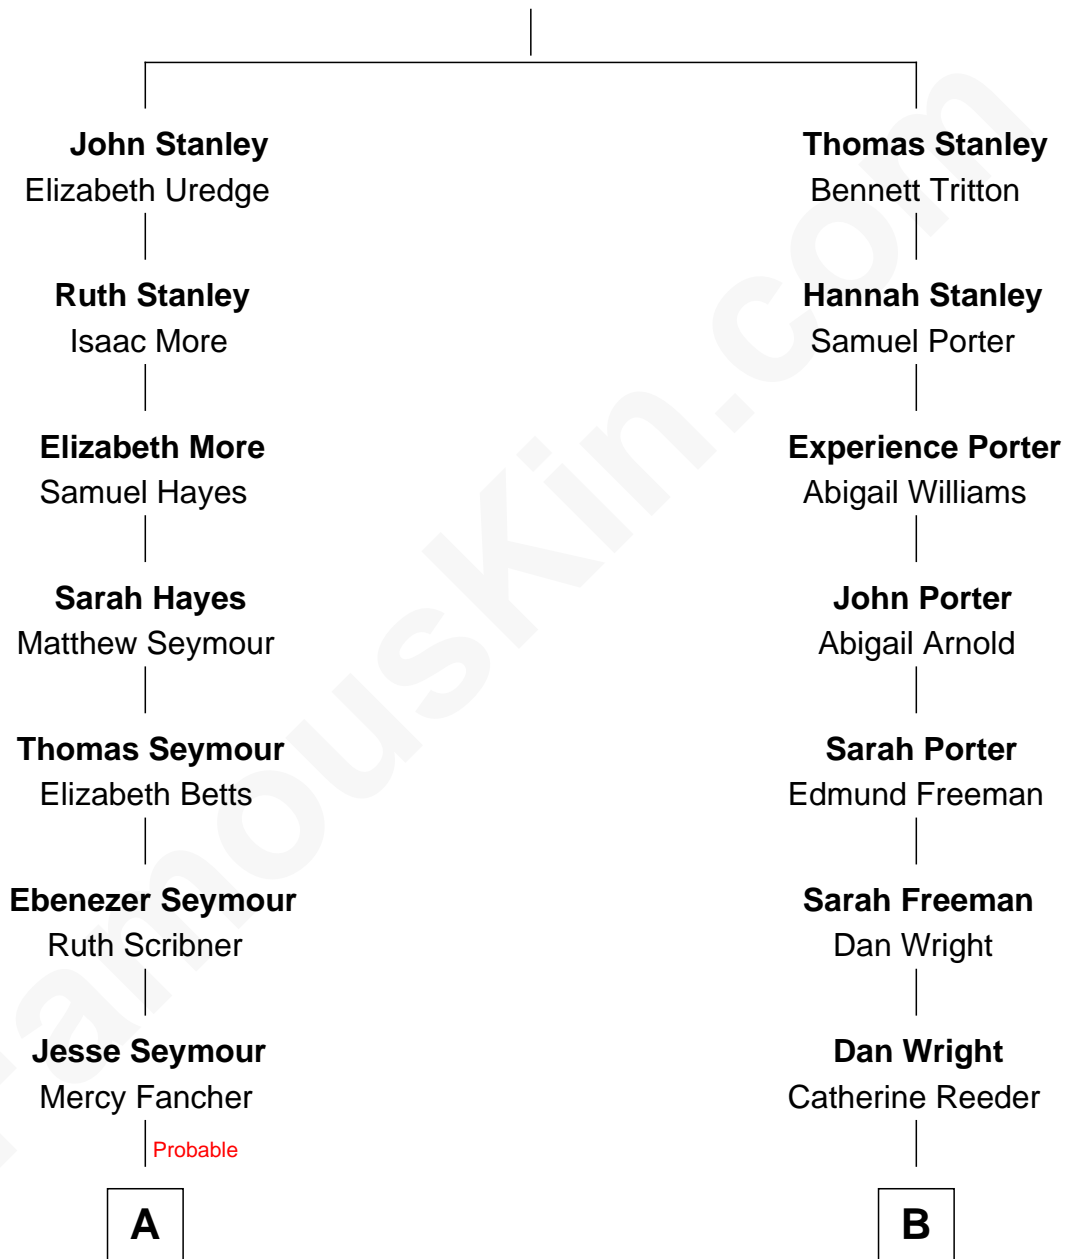 John Stanley
Elizabeth Uredge
Ruth Stanley
Isaac More
Elizabeth More
Samuel Hayes
Sarah Hayes
Matthew Seymour
Thomas Seymour
Elizabeth Betts
Ebenezer Seymour
Ruth Scribner
Jesse Seymour
Mercy Fancher
Probable
A
Thomas Stanley
Bennett Tritton
Hannah Stanley
Samuel Porter
Experience Porter
Abigail Williams
John Porter
Abigail Arnold
Sarah Porter
Edmund Freeman
Sarah Freeman
Dan Wright
Dan Wright
Catherine Reeder
B
FamousKin.com